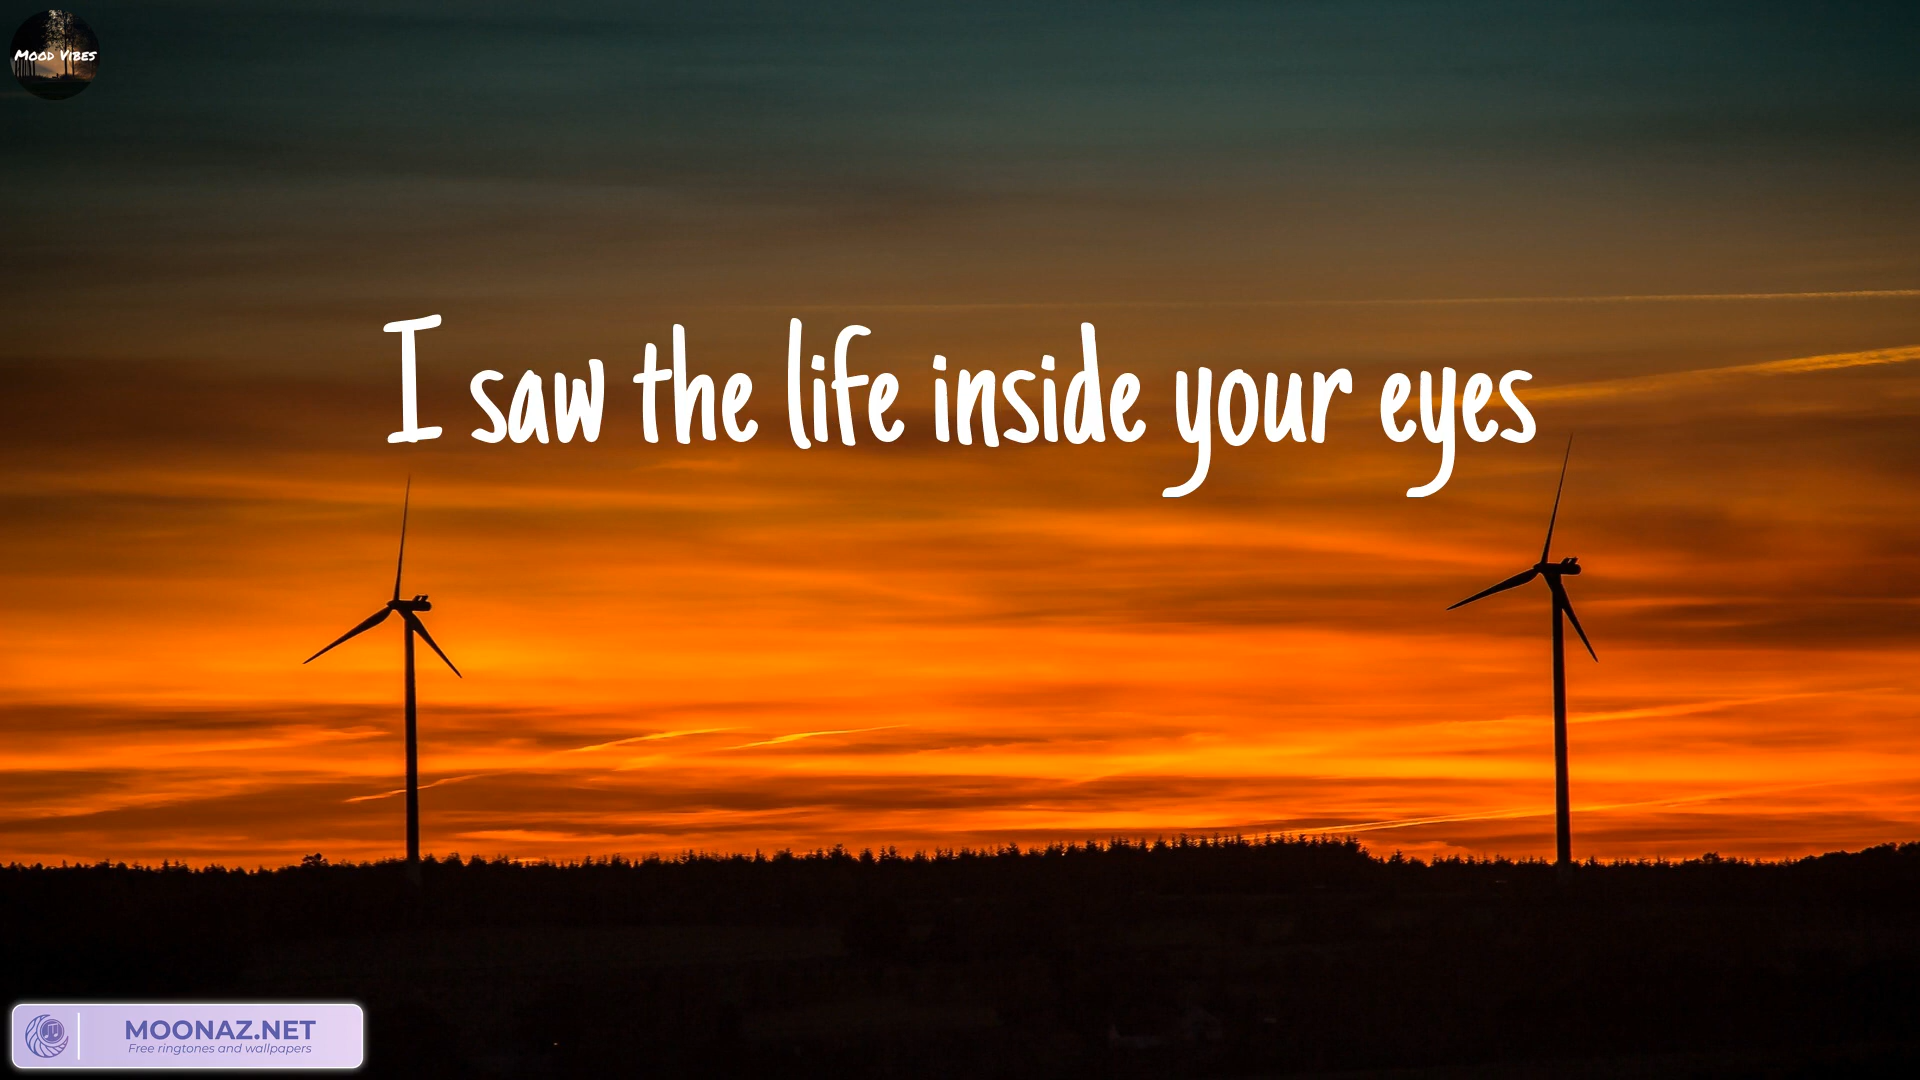 Mood Vibes
I saw the life inside your eyes
MOONAZ.NET
Free ringtones and wallpapers